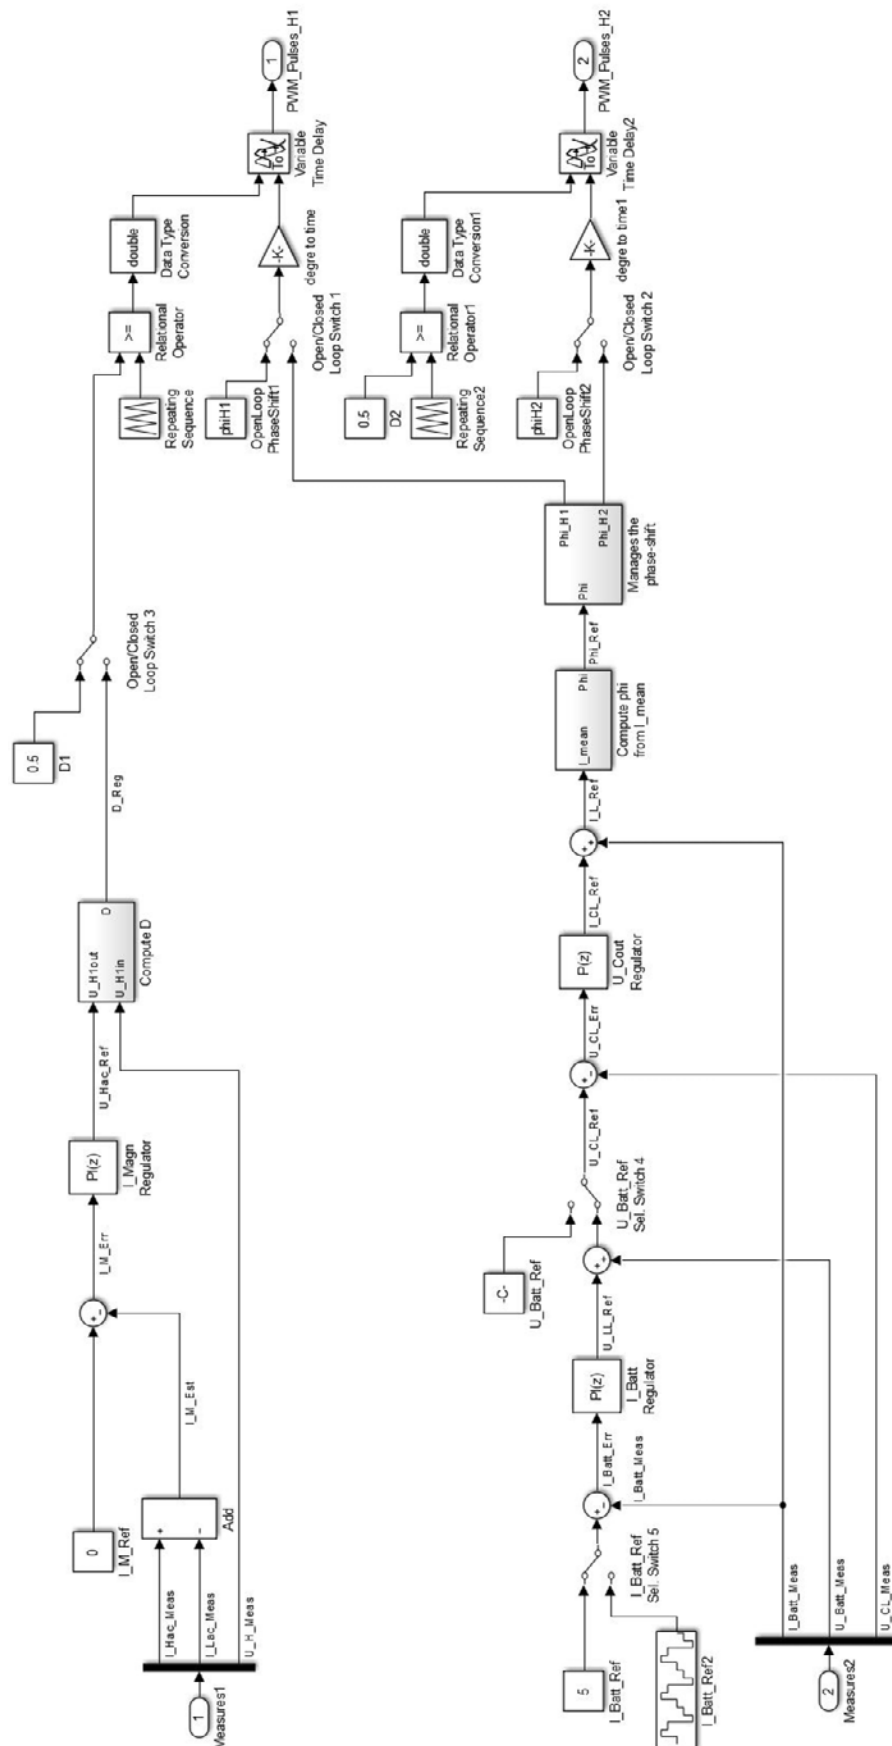 1
Measures1
I_Hac_Meas
I_Lac_Meas
U_H_Meas
0
I_M_Ref
+
−
Add
I_M_Est
+
−
I_M_Err
PI(z)
I_Magn
Regulator
U_Hac_Ref
U_H1out
U_H1in
D
Compute D
D_Reg
0.5
D1
Open/Closed
Loop Switch 3
Repeating
Sequence
>=
Relational
Operator
double
Data Type
Conversion
phiH1
OpenLoop
PhaseShift1
Open/Closed
Loop Switch 1
-K-
degre to time
To
Variable
Time Delay
1
PWM_Pulses_H1
0.5
D2
Repeating
Sequence2
>=
Relational
Operator1
double
Data Type
Conversion1
phiH2
OpenLoop
PhaseShift2
Open/Closed
Loop Switch 2
-K-
degre to time1
To
Variable
Time Delay2
2
PWM_Pulses_H2
5
I_Batt_Ref
I_Batt_Ref2
I_Batt_Ref
Sel. Switch 5
+
−
I_Batt_Err
I_Batt_Meas
PI(z)
I_Batt
Regulator
U_LL_Ref
+
+
-C-
U_Batt_Ref
U_Batt_Ref
Sel. Switch 4
U_CL_Ref
+
−
U_CL_Err
P(z)
U_Cout
Regulator
I_CL_Ref
+
+
I_L_Ref
I_mean
Phi
Compute phi
from I_mean
Phi_Ref
Phi
Phi_H1
Phi_H2
Manages the
phase-shift
2
Measures2
I_Batt_Meas
U_Batt_Meas
U_CL_Meas